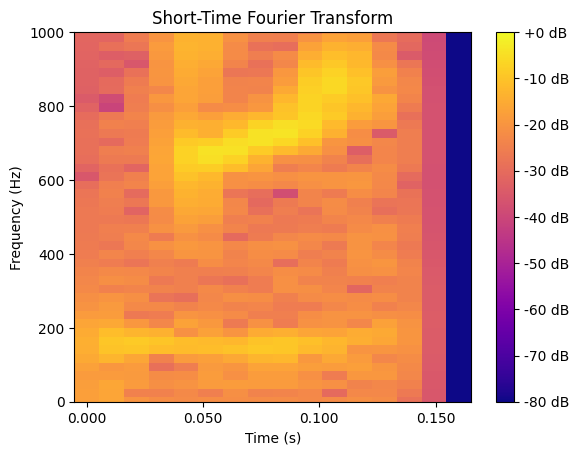 Short-Time Fourier Transform
1000
800
600
400
200
0
Frequency (Hz)
0.000
0.050
0.100
0.150
Time (s)
+0 dB
-10 dB
-20 dB
-30 dB
-40 dB
-50 dB
-60 dB
-70 dB
-80 dB